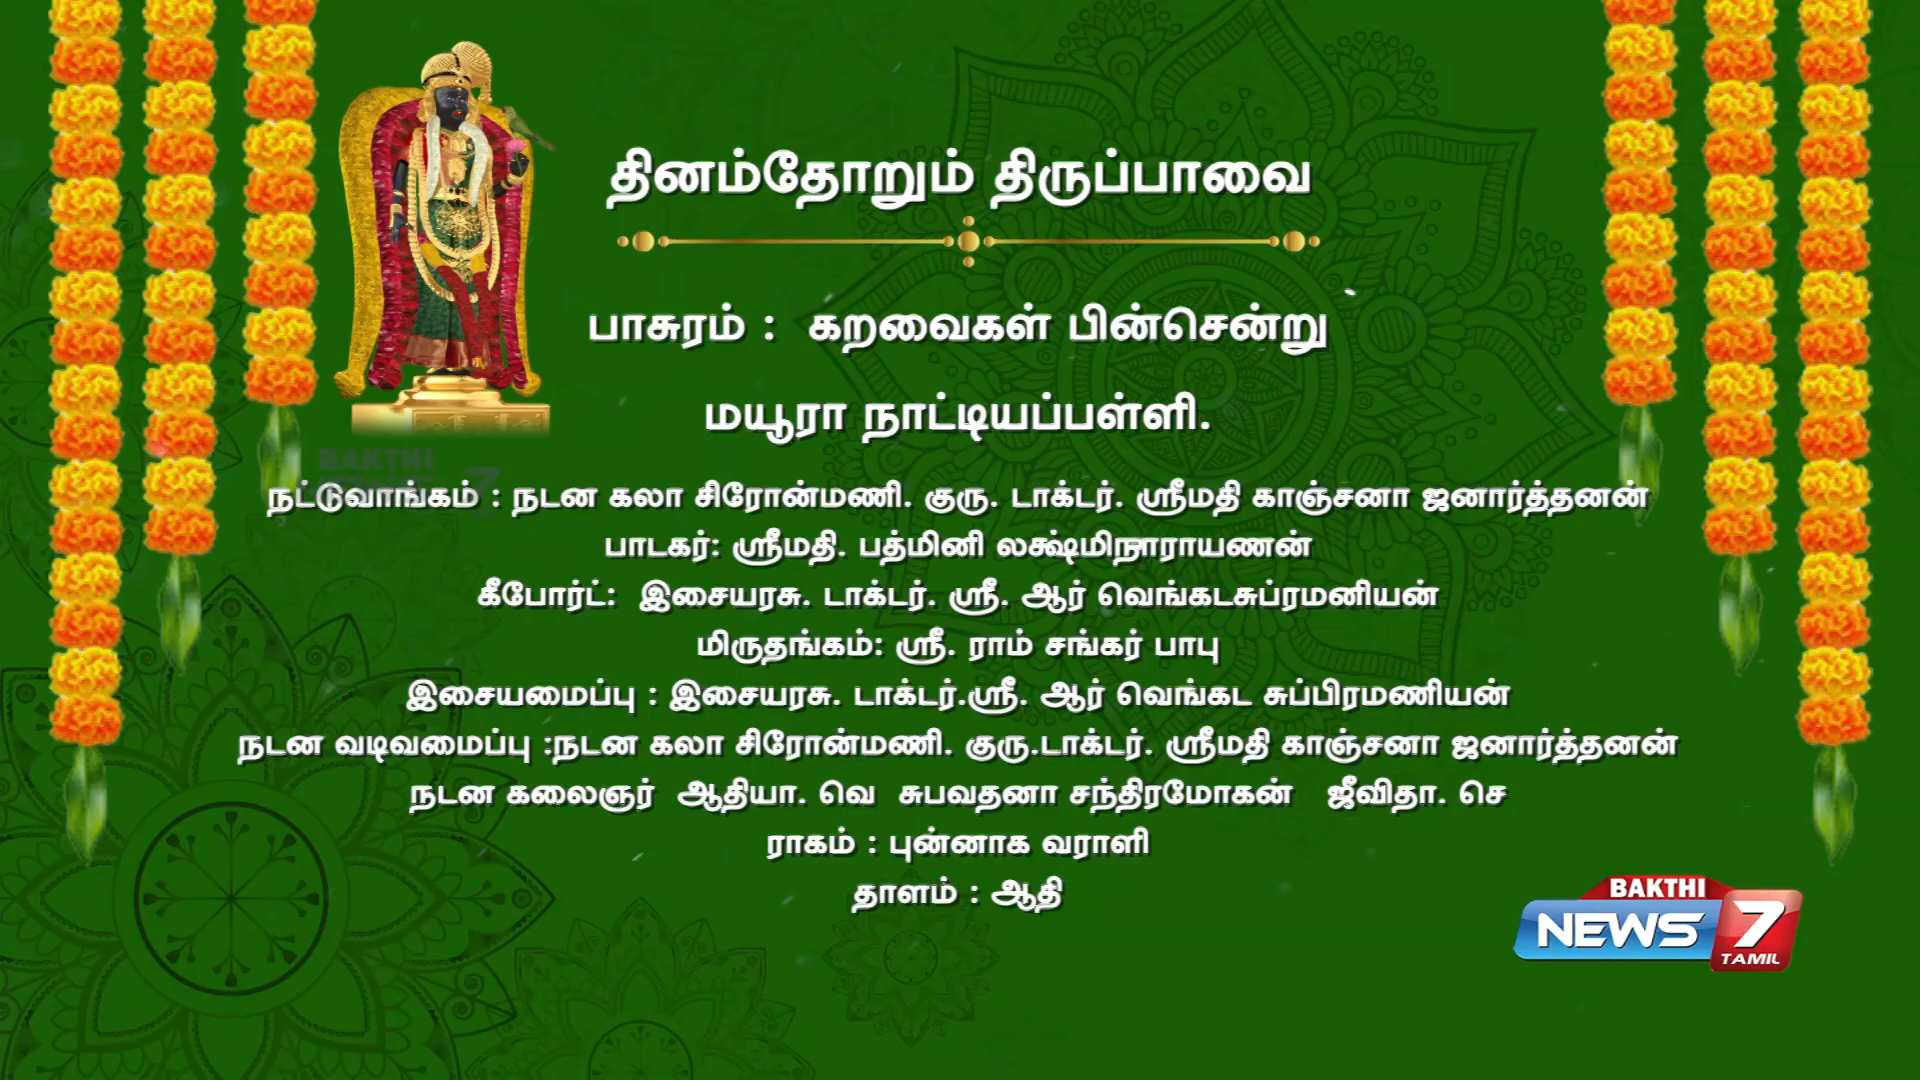 தினம்தோறும் திருப்பாவை
பாசுரம் : கறவைகள் பின்சென்று
மயூரா நாட்டியப்பள்ளி.
BAKTHI
7
நட்டுவாங்கம் : நடன கலா சிரோன்மணி. குரு. டாக்டர். ஸ்ரீமதி காஞ்சனா ஜனார்த்தனன்
பாடகர்: ஸ்ரீமதி. பத்மினி லக்ஷ்மிநாராயணன்
கீபோர்ட்: இசையரசு. டாக்டர். ஸ்ரீ. ஆர் வெங்கடசுப்ரமனியன்
மிருதங்கம்: ஸ்ரீ. ராம் சங்கர் பாபு
இசையமைப்பு : இசையரசு. டாக்டர்.ஸ்ரீ. ஆர் வெங்கட சுப்பிரமணியன்
நடன வடிவமைப்பு :நடன கலா சிரோன்மணி. குரு.டாக்டர். ஸ்ரீமதி காஞ்சனா ஜனார்த்தனன்
நடன கலைஞர் ஆதியா. வெ சுபவதனா சந்திரமோகன் ஜீவிதா. செ
ராகம் : புன்னாக வராளி
தாளம் : ஆதி
BAKTHI
NEWS 7
TAMIL